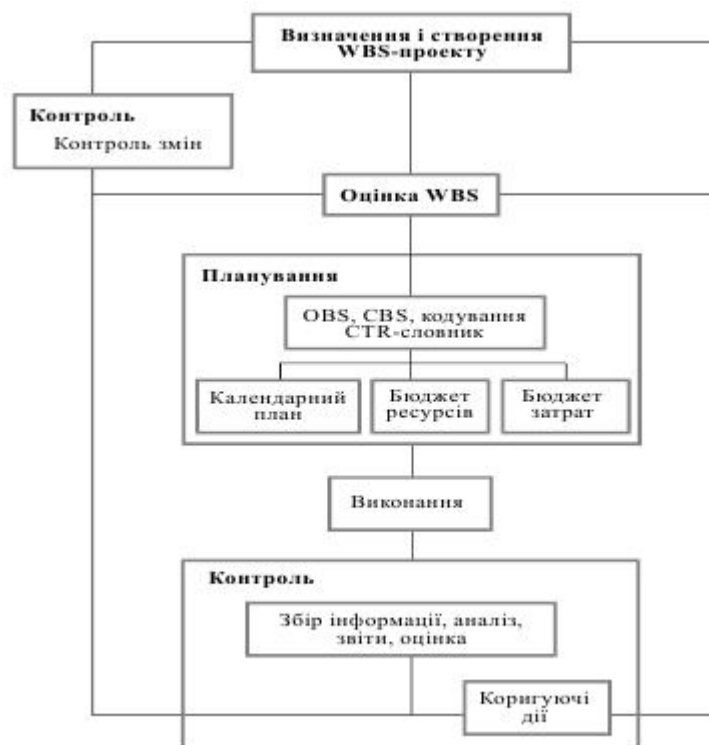 Визначення і створення
WBS-проекту
Контроль
Контроль змін
Оцінка WBS
Планування
OBS, CBS, кодування
CTR-словник
Календарний
план
Бюджет
ресурсів
Бюджет
затрат
Виконання
Контроль
Збір інформації, аналіз,
звіти, оцінка
Коригуючі
дії